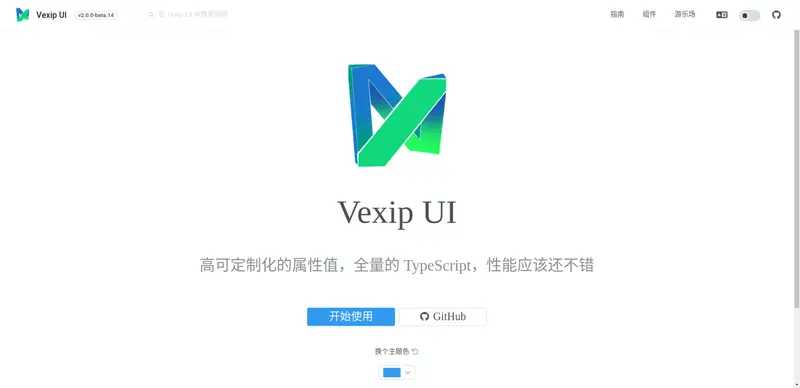 Vexip UI v2.0.0-beta.14 在 Vexip UI 中搜索组件 指南 组件 游乐场
Vexip UI
高可定制化的属性值，全量的 TypeScript，性能应该还不错
开始使用 GitHub
换个主题色